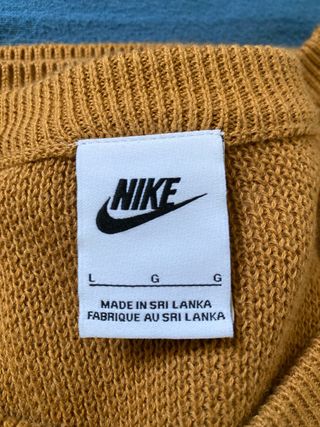 NIKE
L G G
MADE IN SRI LANKA
FABRIQUE AU SRI LANKA